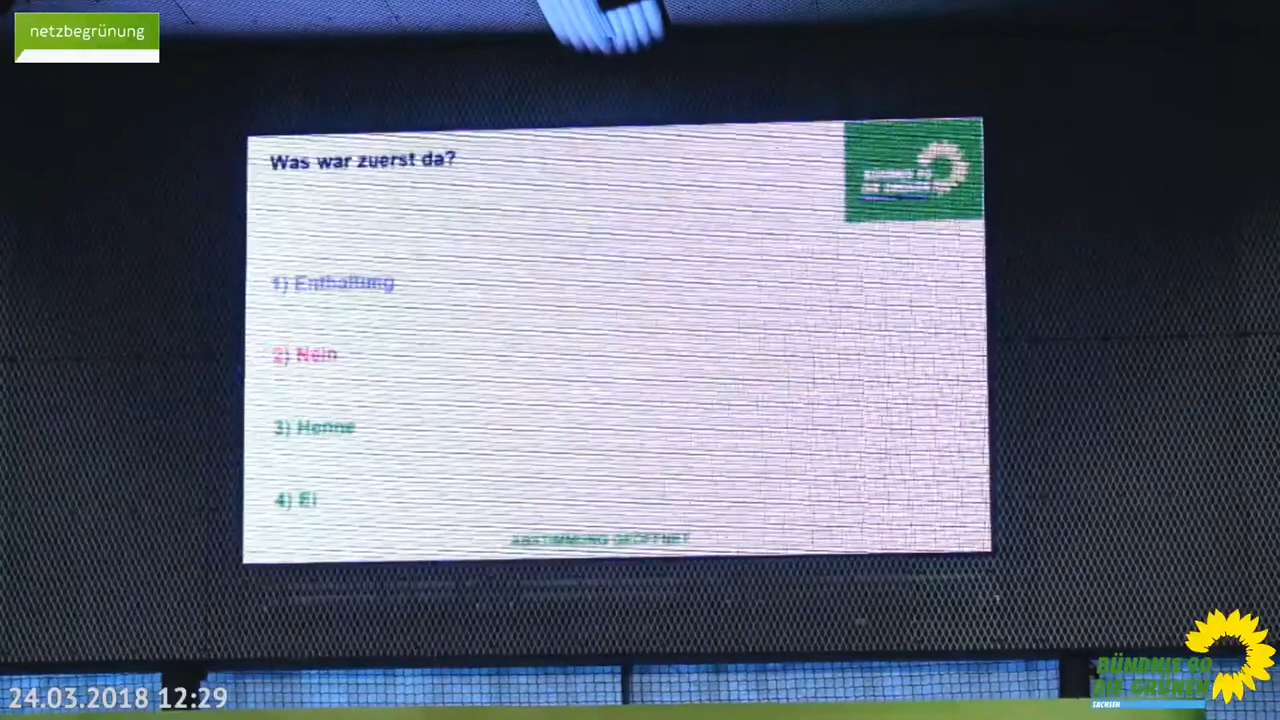 netzbegrünung
Was war zuerst da?
1) Enthaltung
2) Nein
3) Henne
4) Ei
ABSTIMMUNG GEÖFFNET
24.03.2018 12:29
BÜNDNIS 90
DIE GRÜNEN
SACHSEN